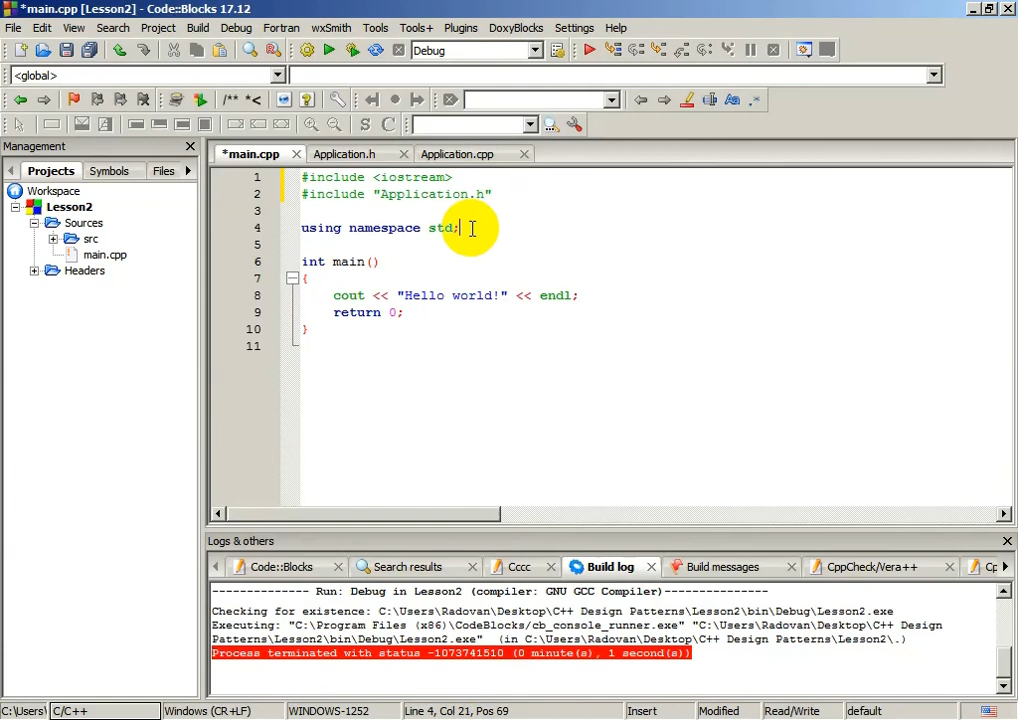 *main.cpp [Lesson2] - Code::Blocks 17.12
File Edit View Search Project Build Debug Fortran wxSmith Tools Tools+ Plugins DoxyBlocks Settings Help
Debug
<global>
/** *<
Aa .*
S C
Management
Projects Symbols Files
Workspace
Lesson2
Sources
src
main.cpp
Headers
*main.cpp Application.h Application.cpp
1 #include <iostream>
2 #include "Application.h"
3
4 using namespace std;
5
6 int main()
7 {
8 cout << "Hello world!" << endl;
9 return 0;
10 }
11
Logs & others
Code::Blocks Search results Cccc Build log Build messages CppCheck/Vera++ Cp
-------------- Run: Debug in Lesson2 (compiler: GNU GCC Compiler)---------------
Checking for existence: C:\Users\Radovan\Desktop\C++ Design Patterns\Lesson2\bin\Debug\Lesson2.exe
Executing: "C:\Program Files (x86)\CodeBlocks/cb_console_runner.exe" "C:\Users\Radovan\Desktop\C++ Design
Patterns\Lesson2\bin\Debug\Lesson2.exe"  (in C:\Users\Radovan\Desktop\C++ Design Patterns\Lesson2\.)
Process terminated with status -1073741510 (0 minute(s), 1 second(s))
C:\Users\ C/C++ Windows (CR+LF) WINDOWS-1252 Line 4, Col 21, Pos 69 Insert Modified Read/Write default